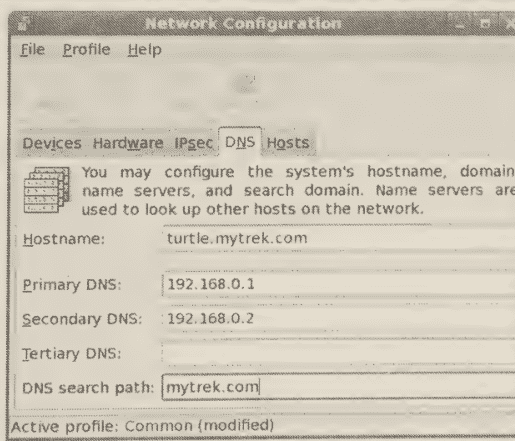 Network Configuration
File Profile Help
Devices Hardware IPsec DNS Hosts
You may configure the system's hostname, domain
name servers, and search domain. Name servers are
used to look up other hosts on the network.
Hostname: turtle.mytrek.com
Primary DNS: 192.168.0.1
Secondary DNS: 192.168.0.2
Tertiary DNS:
DNS search path: mytrek.com
Active profile: Common (modified)